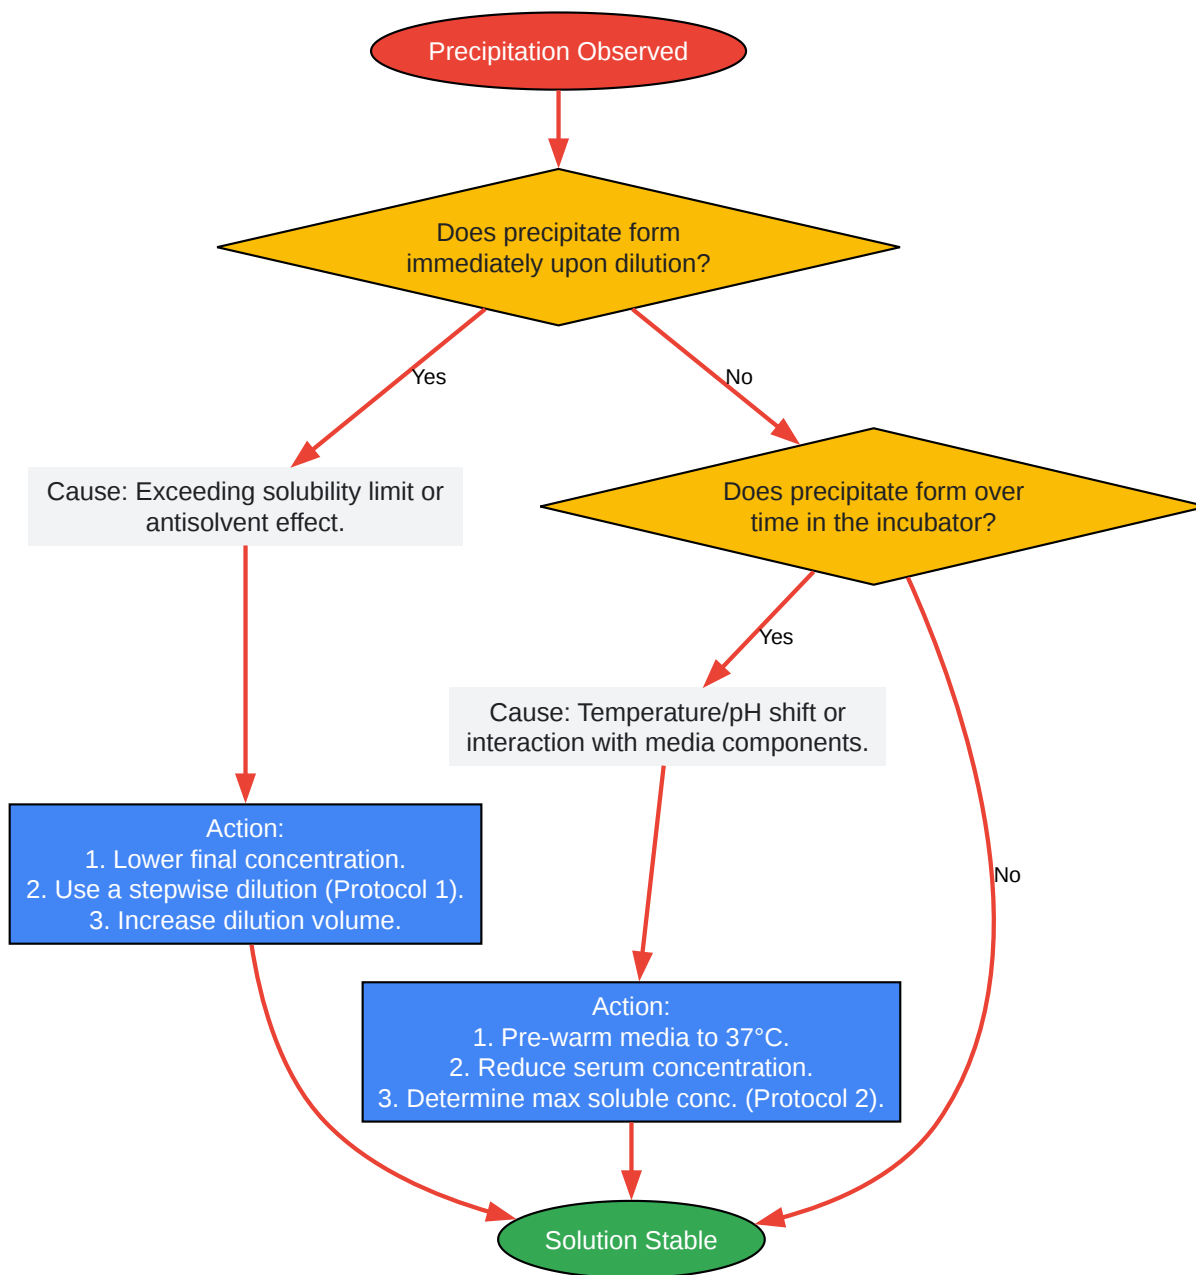 Precipitation Observed
Does precipitate form
immediately upon dilution?
Yes
No
Cause: Exceeding solubility limit or
antisolvent effect.
Does precipitate form over
time in the incubator?
Yes
Cause: Temperature/pH shift or
interaction with media components.
Action:
1. Lower final concentration.
2. Use a stepwise dilution (Protocol 1).
3. Increase dilution volume.
No
Action:
1. Pre-warm media to 37°C.
2. Reduce serum concentration.
3. Determine max soluble conc. (Protocol 2).
Solution Stable